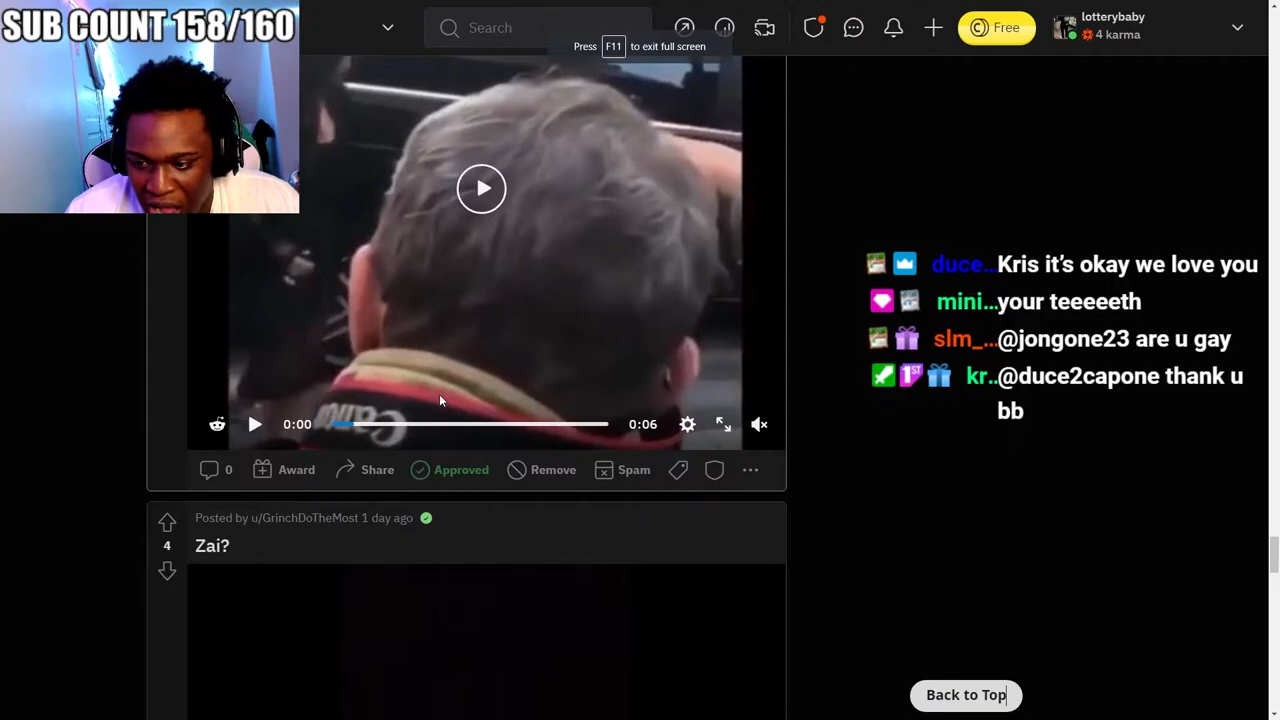 SUB COUNT 158/160
Search
Free
lotterybaby
4 karma
Press F11 to exit full screen
duce… Kris it’s okay we love you
mini… your teeeeeth
slm_… @jongone23 are u gay
kr.. @duce2capone thank u
bb
0:00
0:06
0 Award Share Approved Remove Spam
Posted by u/GrinchDoTheMost 1 day ago
4
Zai?
Back to Top